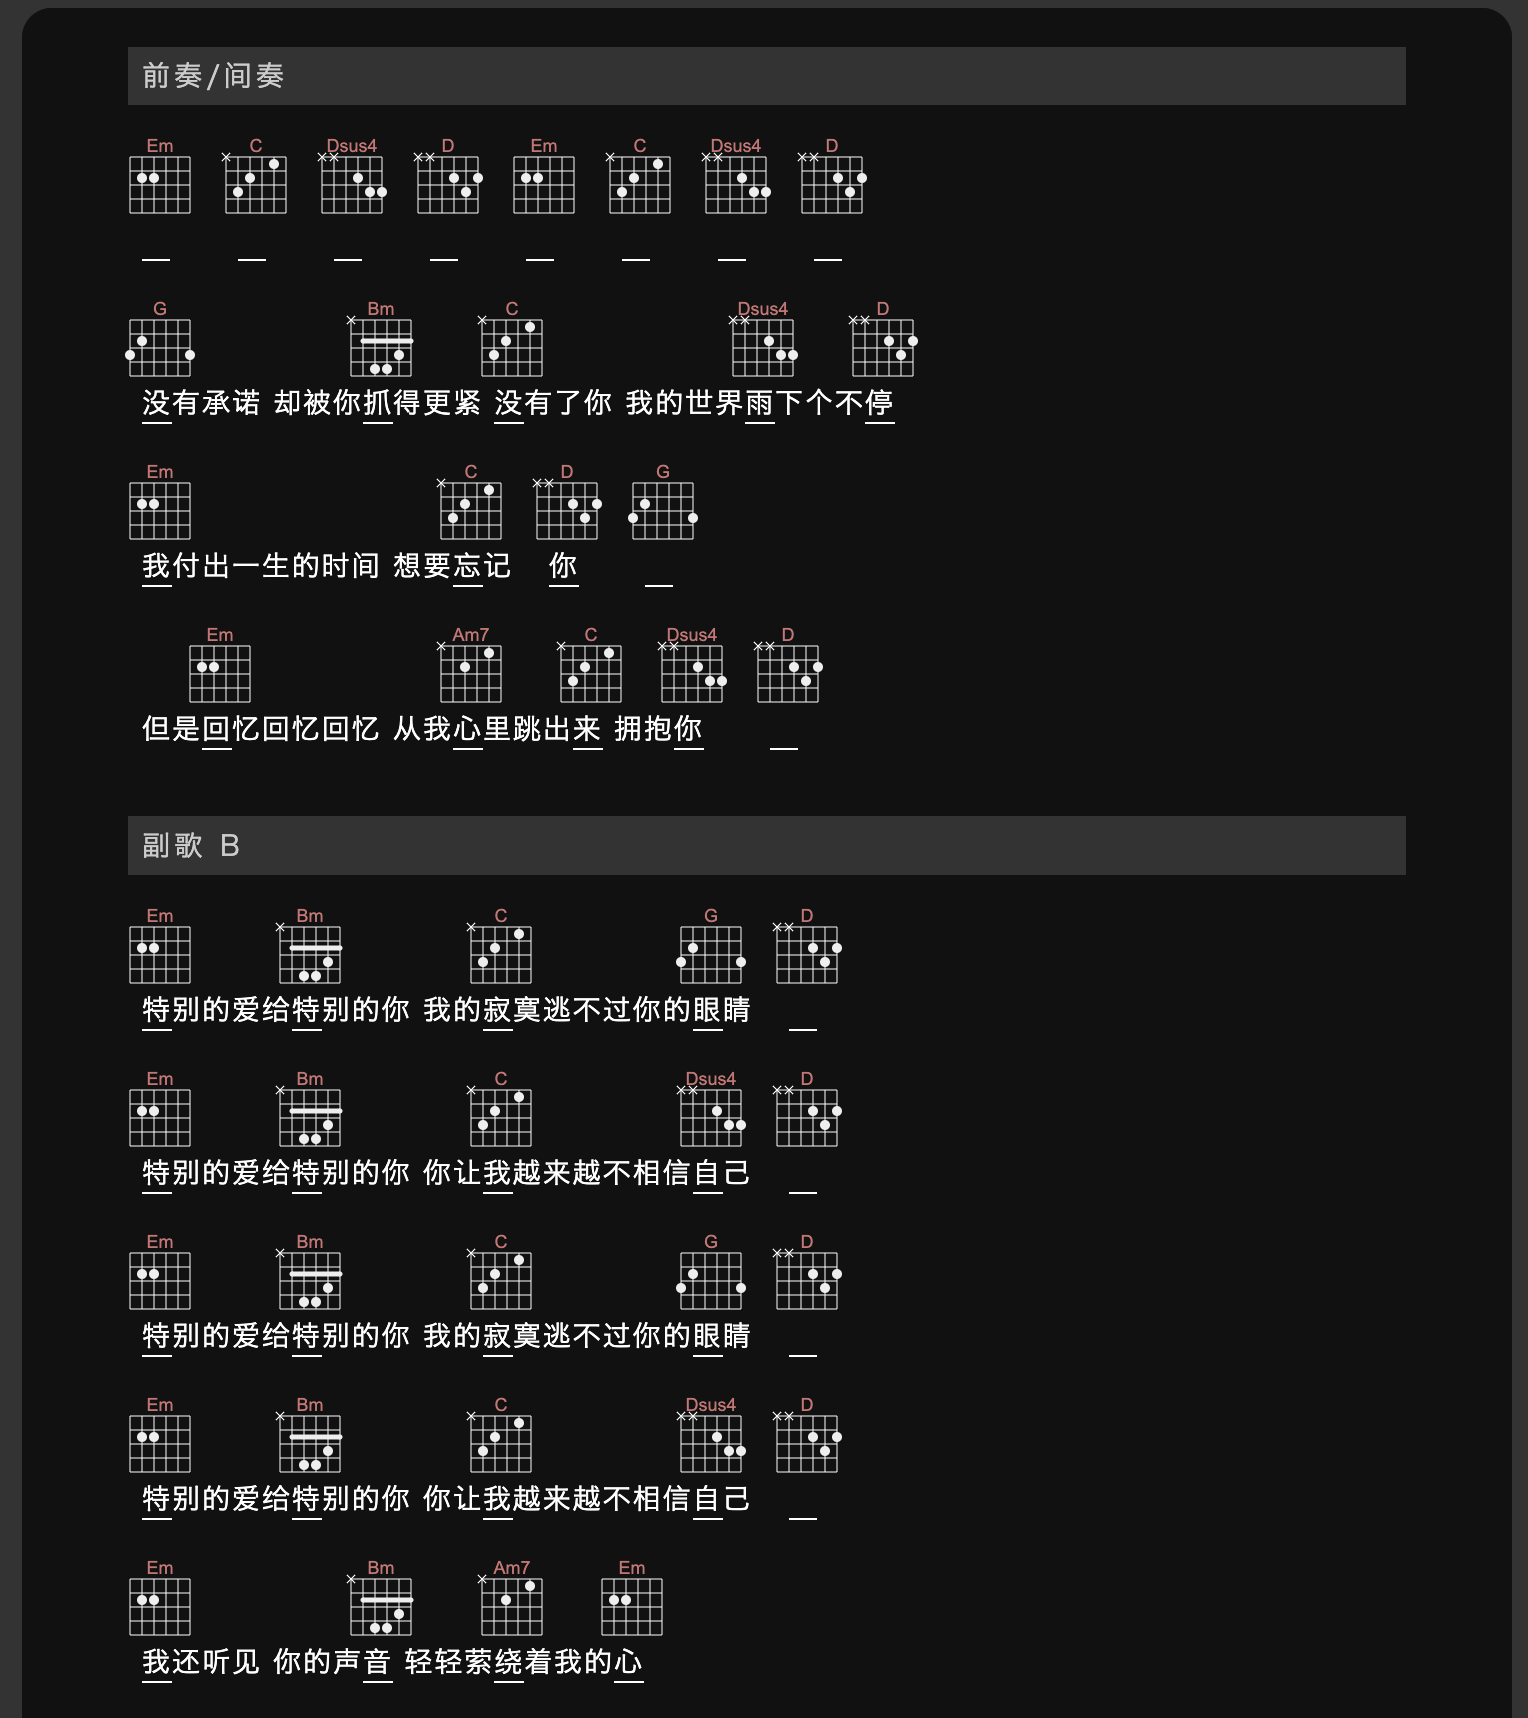 前奏/间奏
Em C Dsus4 D Em C Dsus4 D
G Bm C Dsus4 D
没有承诺 却被你抓得更紧 没有了你 我的世界雨下个不停
Em C D G
我付出一生的时间 想要忘记 你
Em Am7 C Dsus4 D
但是回忆回忆回忆 从我心里跳出来 拥抱你
副歌 B
Em Bm C G D
特别的爱给特别的你 我的寂寞逃不过你的眼睛
Em Bm C Dsus4 D
特别的爱给特别的你 你让我越来越不相信自己
Em Bm C G D
特别的爱给特别的你 我的寂寞逃不过你的眼睛
Em Bm C Dsus4 D
特别的爱给特别的你 你让我越来越不相信自己
Em Bm Am7 Em
我还听见 你的声音 轻轻萦绕着我的心